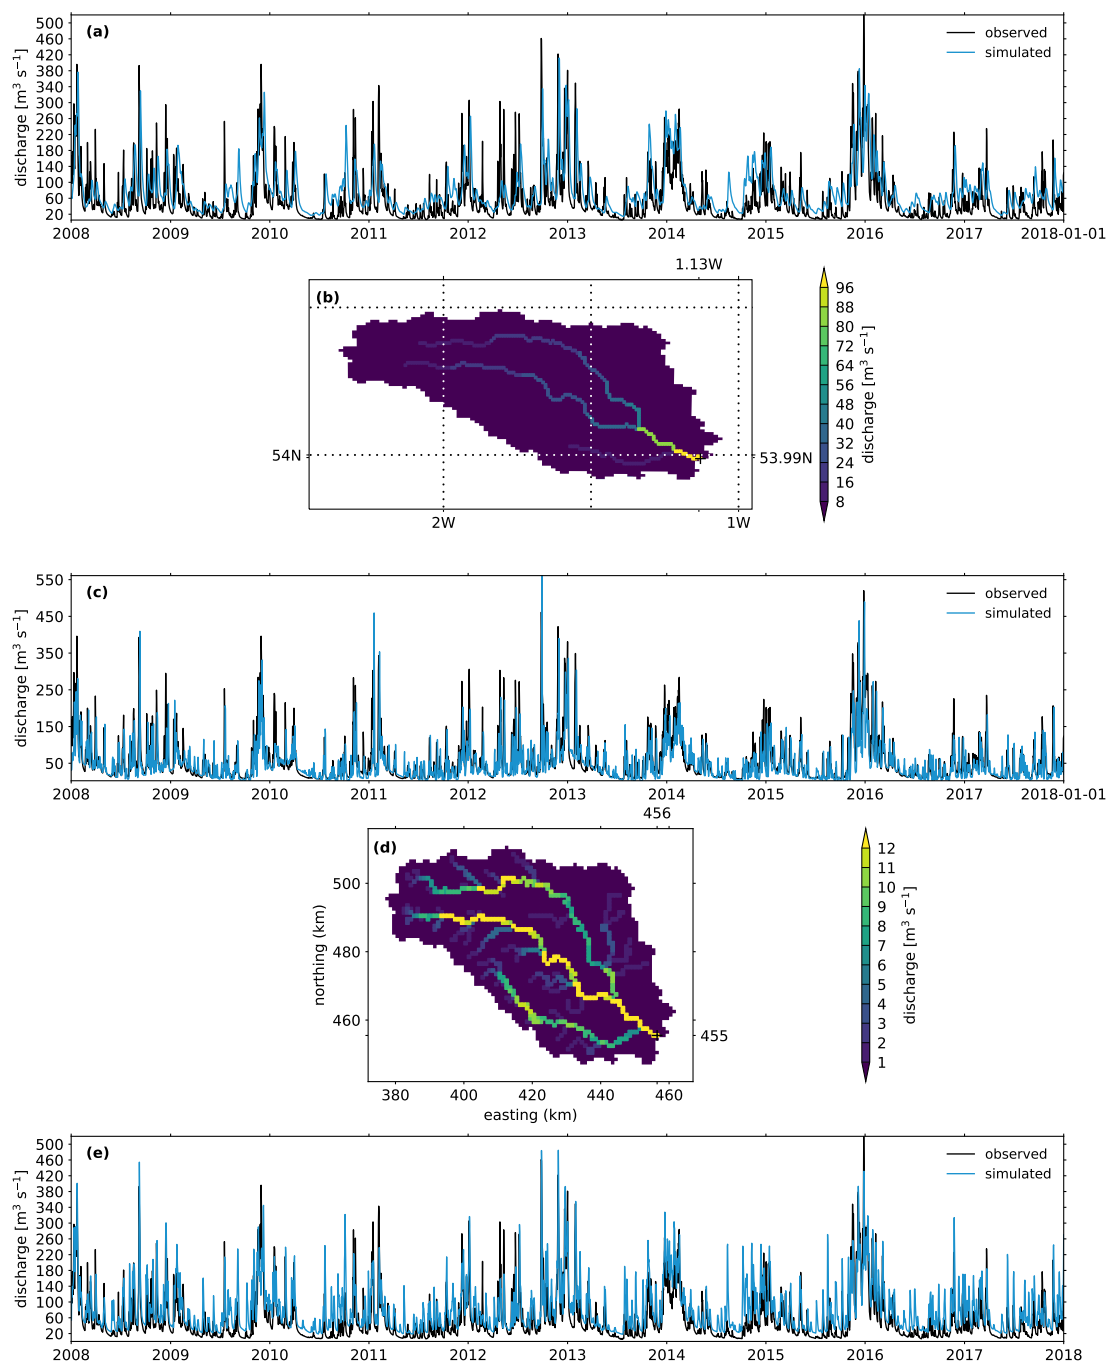 (a)
observed
simulated
discharge [m³ s⁻¹]
500
460
420
380
340
300
260
220
180
140
100
60
20
2008 2009 2010 2011 2012 2013 2014 2015 2016 2017 2018-01-01
1.13W
(b)
54N
53.99N
2W 1W
96
88
80
72
64
56
48
40
32
24
16
8
discharge [m³ s⁻¹]
(c)
observed
simulated
discharge [m³ s⁻¹]
550
450
350
250
150
50
2008 2009 2010 2011 2012 2013 2014 2015 2016 2017 2018-01-01
456
(d)
northing (km)
500
480
460
455
380 400 420 440 460
easting (km)
12
11
10
9
8
7
6
5
4
3
2
1
discharge [m³ s⁻¹]
(e)
observed
simulated
discharge [m³ s⁻¹]
500
460
420
380
340
300
260
220
180
140
100
60
20
2008 2009 2010 2011 2012 2013 2014 2015 2016 2017 2018